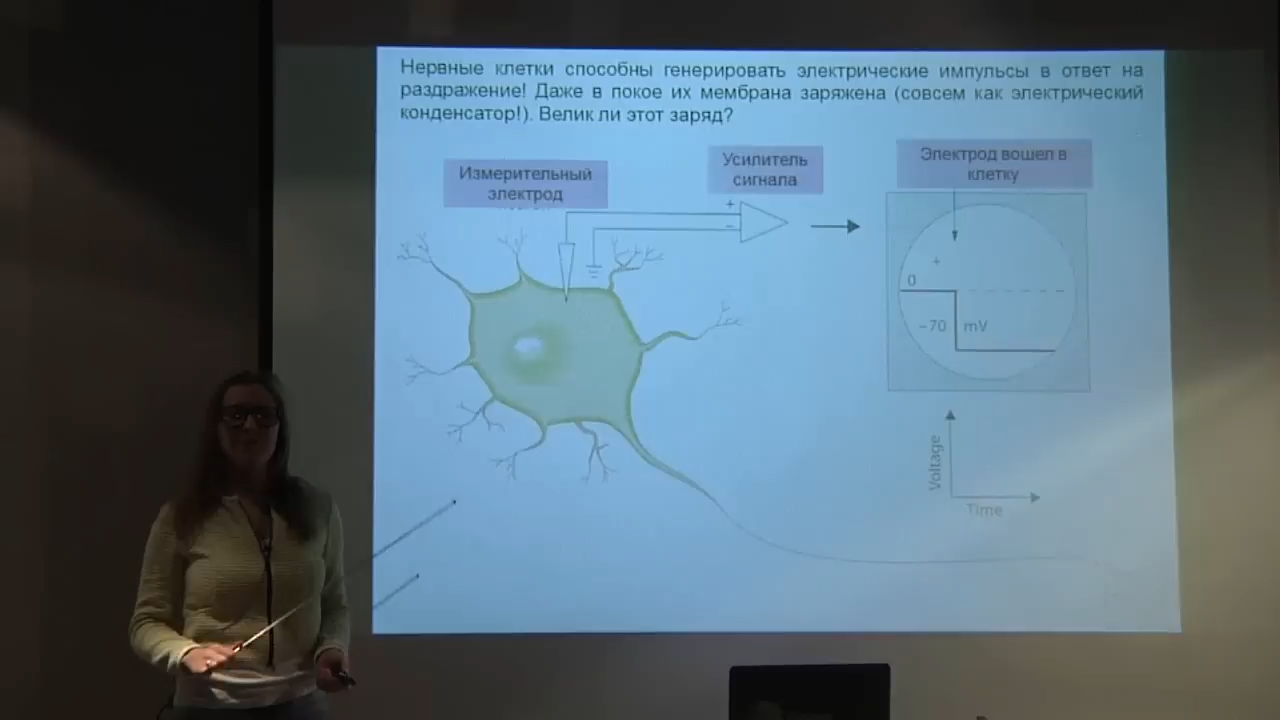 Нервные клетки способны генерировать электрические импульсы в ответ на
раздражение! Даже в покое их мембрана заряжена (совсем как электрический
конденсатор!). Велик ли этот заряд?
Измерительный
электрод
Усилитель
сигнала
Электрод вошел в
клетку
+
−
+
0
−70 mV
Voltage
Time